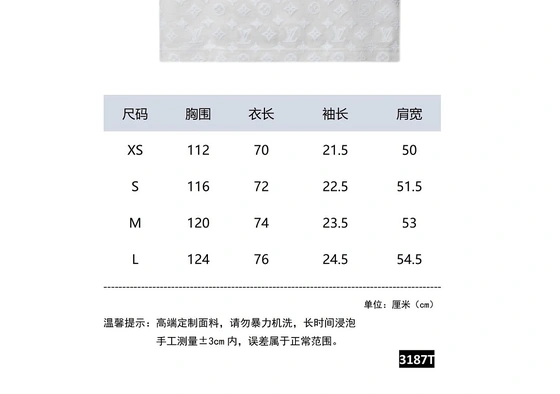 尺码 胸围 衣长 袖长 肩宽
XS 112 70 21.5 50
S 116 72 22.5 51.5
M 120 74 23.5 53
L 124 76 24.5 54.5
单位：厘米（cm）
温馨提示：高端定制面料，请勿暴力机洗，长时间浸泡
手工测量±3cm内，误差属于正常范围。
3187T